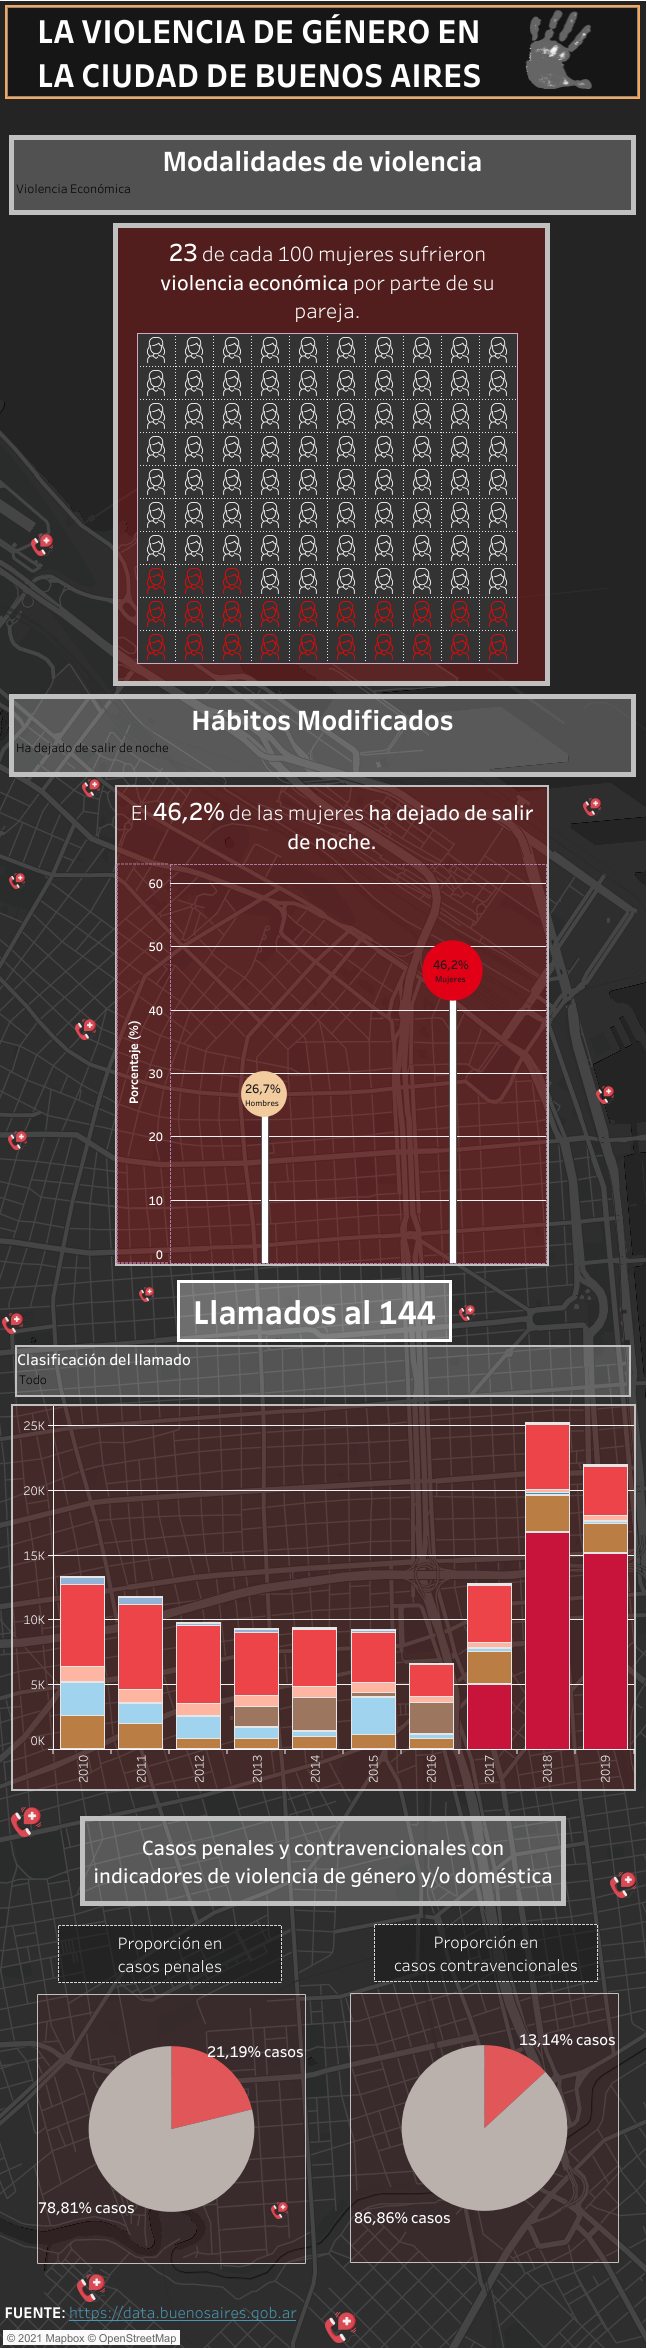 LA VIOLENCIA DE GÉNERO EN
LA CIUDAD DE BUENOS AIRES
Modalidades de violencia
Violencia Económica
23 de cada 100 mujeres sufrieron
violencia económica por parte de su
pareja.
Hábitos Modificados
Ha dejado de salir de noche
El 46,2% de las mujeres ha dejado de salir
de noche.
60
50
40
30
20
10
0
Porcentaje (%)
46,2%
Mujeres
26,7%
Hombres
Llamados al 144
Clasificación del llamado
Todo
25K
20K
15K
10K
5K
0K
2010
2011
2012
2013
2014
2015
2016
2017
2018
2019
Casos penales y contravencionales con
indicadores de violencia de género y/o doméstica
Proporción en
casos penales
Proporción en
casos contravencionales
21,19% casos
78,81% casos
13,14% casos
86,86% casos
FUENTE: https://data.buenosaires.gob.ar
© 2021 Mapbox © OpenStreetMap